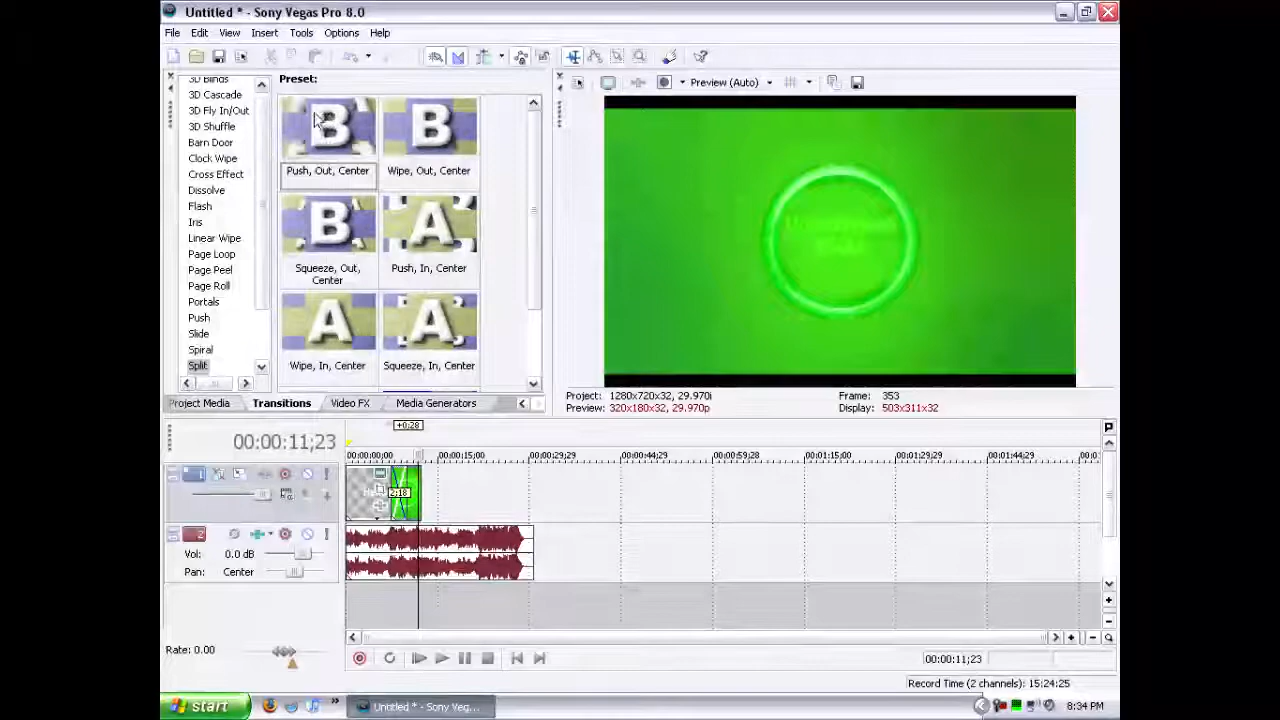 Untitled * - Sony Vegas Pro 8.0
File Edit View Insert Tools Options Help
3D Blinds
3D Cascade
3D Fly In/Out
3D Shuffle
Barn Door
Clock Wipe
Cross Effect
Dissolve
Flash
Iris
Linear Wipe
Page Loop
Page Peel
Page Roll
Portals
Push
Slide
Spiral
Split
Preset:
B B
Push, Out, Center Wipe, Out, Center
B A
Squeeze, Out, Center Push, In, Center
A A
Wipe, In, Center Squeeze, In, Center
Preview (Auto)
Project: 1280x720x32, 29.970i Frame: 353
Preview: 320x180x32, 29.970p Display: 503x311x32
Project Media Transitions Video FX Media Generators
+0:28
00:00:11;23
00:00:00;00 00:00:15;00 00:00:29;29 00:00:44;29 00:00:59;28 00:01:15;00 00:01:29;29 00:01:44;29 00:0
1
2:18
2
Vol: 0.0 dB
Pan: Center
Rate: 0.00
00:00:11;23
Record Time (2 channels): 15:24:25
start Untitled * - Sony Veg... 8:34 PM